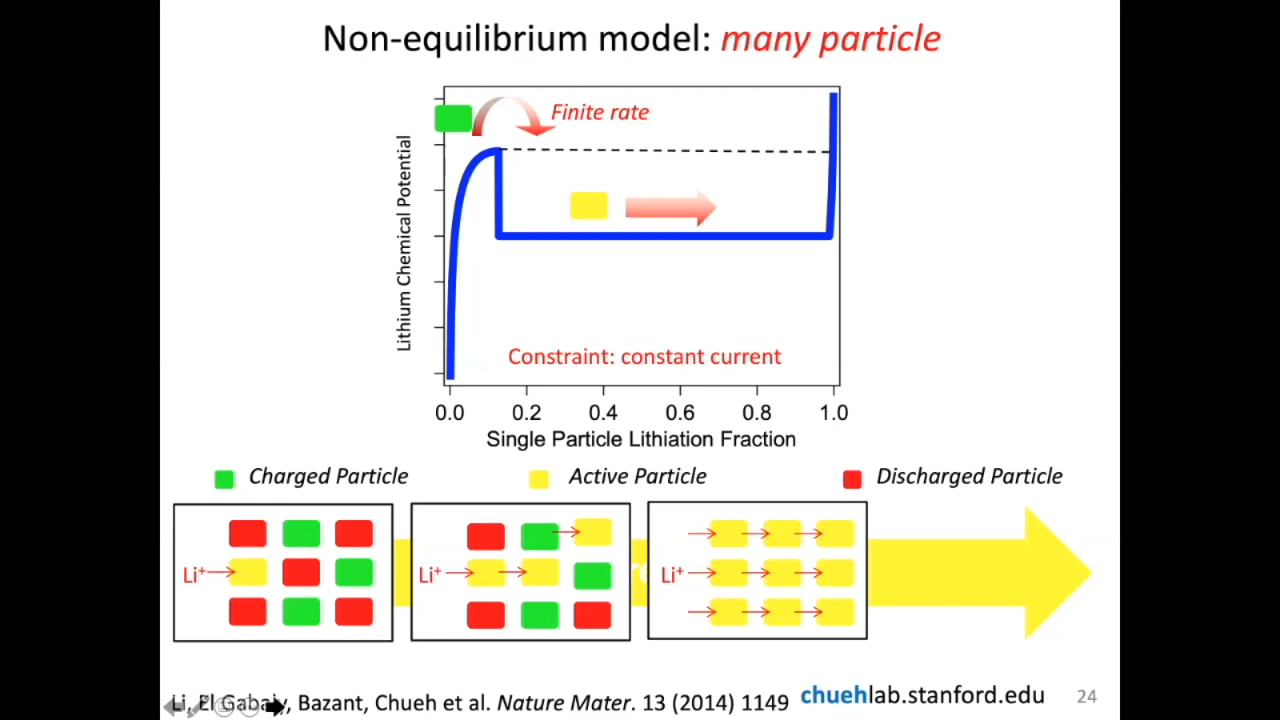 Non-equilibrium model: many particle
Finite rate
Lithium Chemical Potential
Constraint: constant current
0.0 0.2 0.4 0.6 0.8 1.0
Single Particle Lithiation Fraction
Charged Particle Active Particle Discharged Particle
Li⁺ Li⁺ Li⁺
Li, El Gabaly, Bazant, Chueh et al. Nature Mater. 13 (2014) 1149 chuehlab.stanford.edu 24